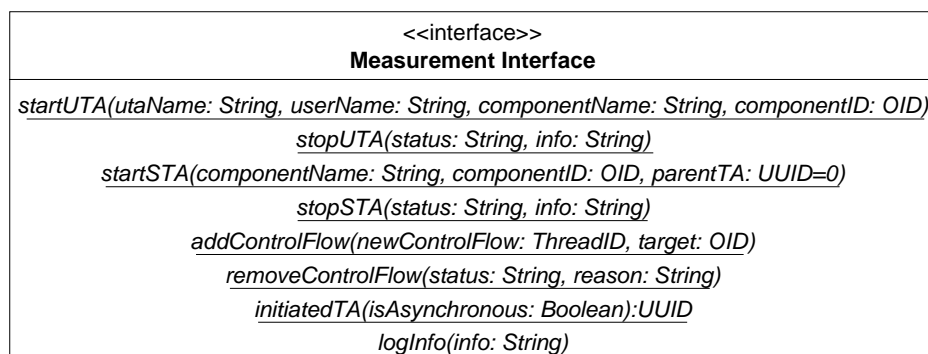 <<interface>>
Measurement Interface
startUTA(utaName: String, userName: String, componentName: String, componentID: OID)
stopUTA(status: String, info: String)
startSTA(componentName: String, componentID: OID, parentTA: UUID=0)
stopSTA(status: String, info: String)
addControlFlow(newControlFlow: ThreadID, target: OID)
removeControlFlow(status: String, reason: String)
initiatedTA(isAsynchronous: Boolean):UUID
logInfo(info: String)